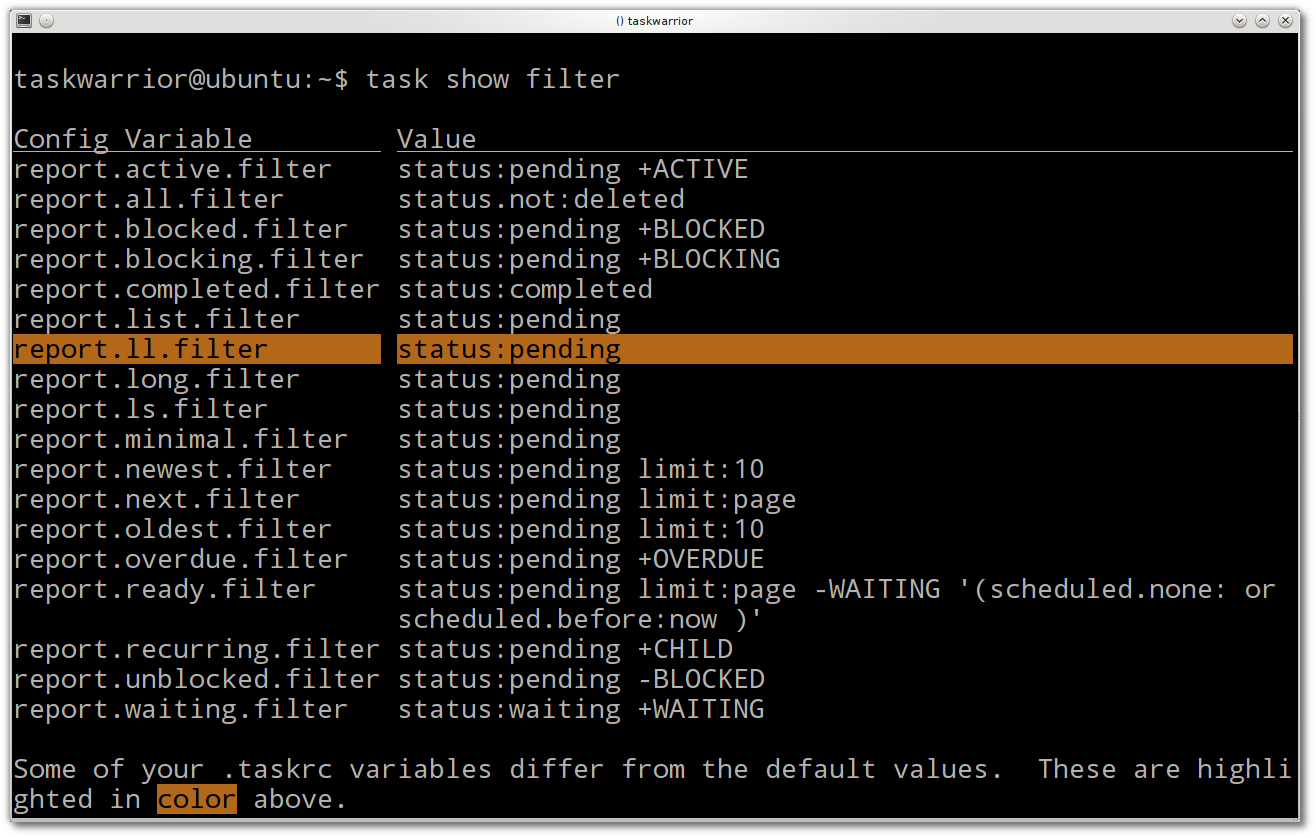 () taskwarrior
taskwarrior@ubuntu:~$ task show filter
Config Variable Value
report.active.filter status:pending +ACTIVE
report.all.filter status.not:deleted
report.blocked.filter status:pending +BLOCKED
report.blocking.filter status:pending +BLOCKING
report.completed.filter status:completed
report.list.filter status:pending
report.ll.filter status:pending
report.long.filter status:pending
report.ls.filter status:pending
report.minimal.filter status:pending
report.newest.filter status:pending limit:10
report.next.filter status:pending limit:page
report.oldest.filter status:pending limit:10
report.overdue.filter status:pending +OVERDUE
report.ready.filter status:pending limit:page -WAITING '(scheduled.none: or
scheduled.before:now )'
report.recurring.filter status:pending +CHILD
report.unblocked.filter status:pending -BLOCKED
report.waiting.filter status:waiting +WAITING
Some of your .taskrc variables differ from the default values.  These are highli
ghted in color above.